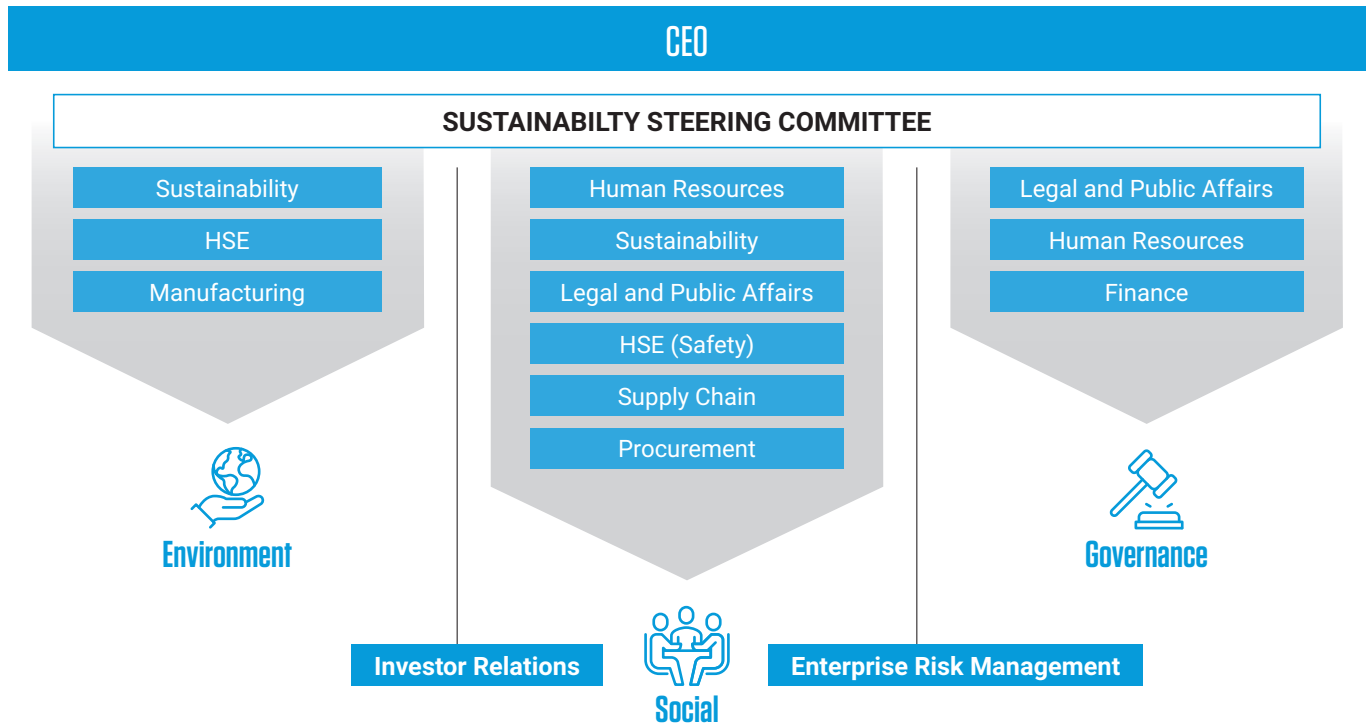 CEO
SUSTAINABILTY STEERING COMMITTEE
Sustainability
HSE
Manufacturing
Environment
Human Resources
Sustainability
Legal and Public Affairs
HSE (Safety)
Supply Chain
Procurement
Social
Legal and Public Affairs
Human Resources
Finance
Governance
Investor Relations
Enterprise Risk Management